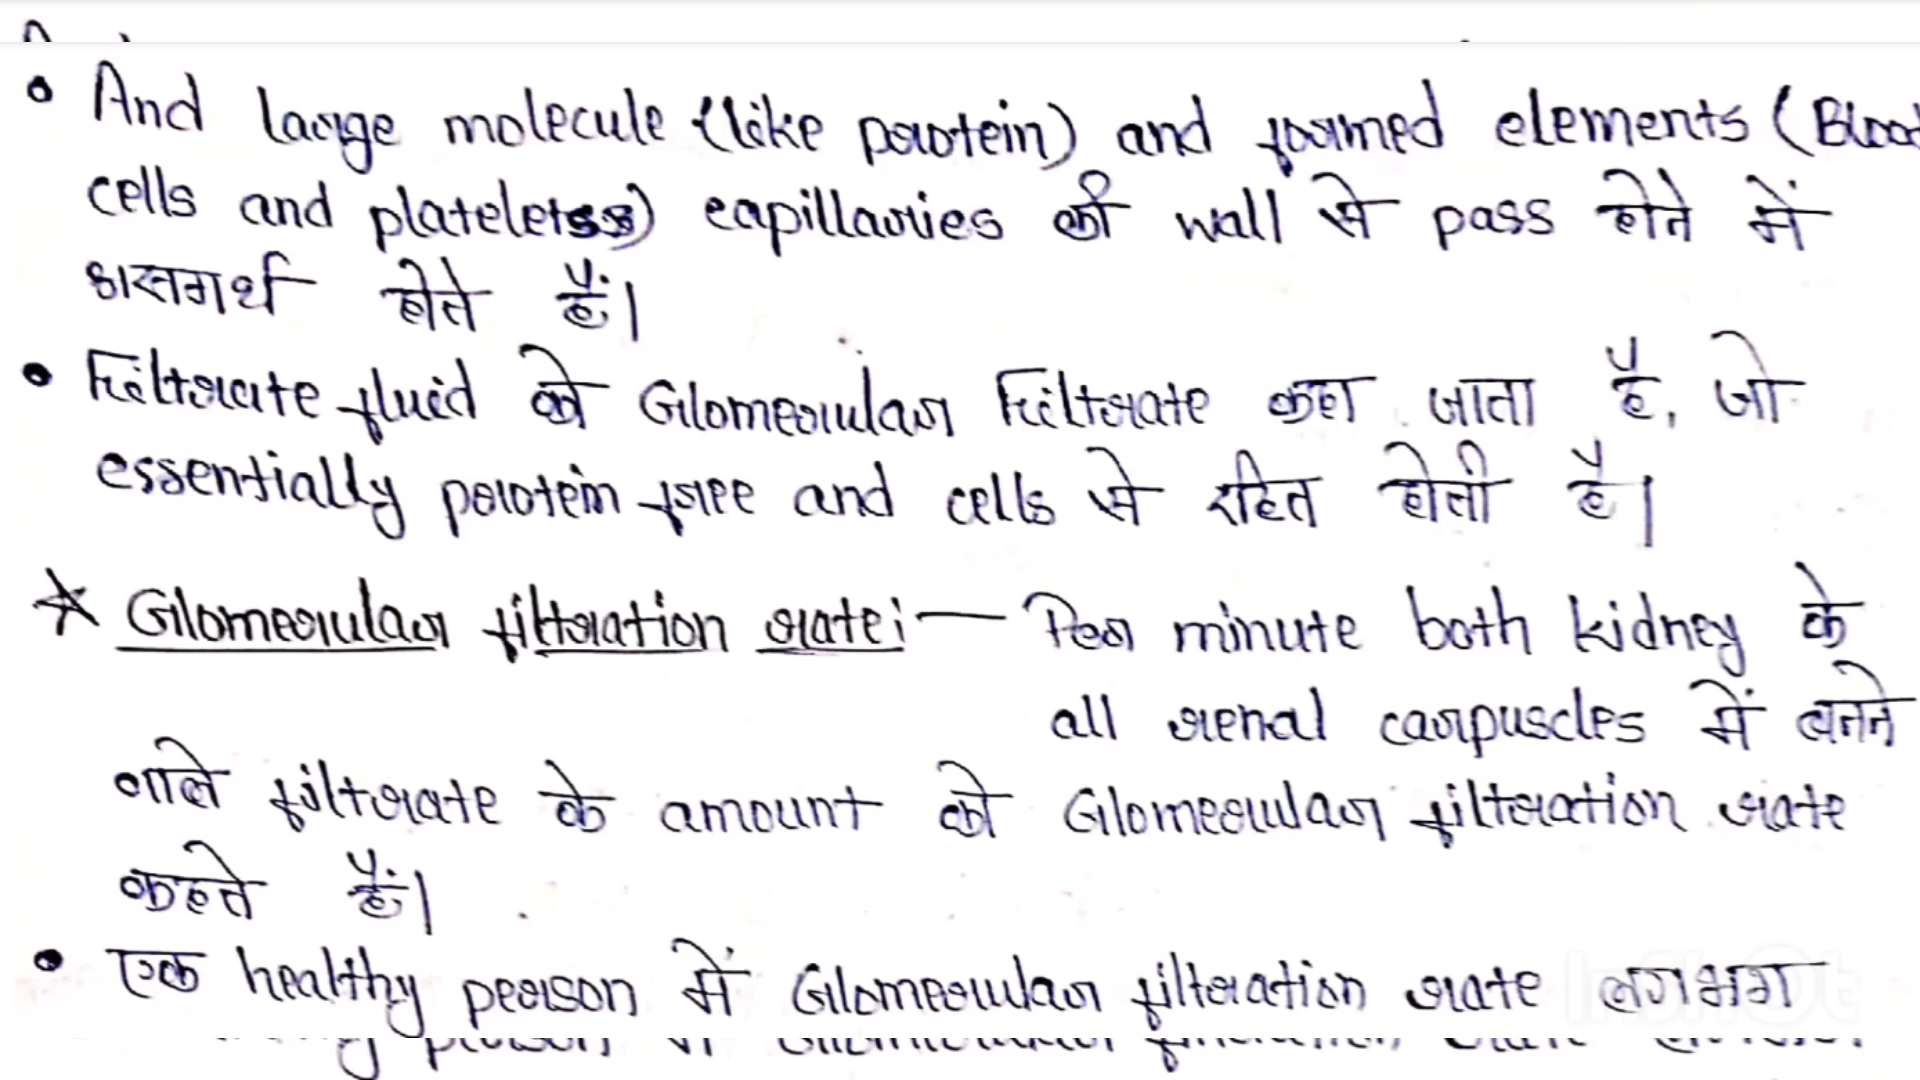 • And large molecule (like protein) and formed elements (Blood
cells and platelets) capillaries की wall से pass होने में
असमर्थ होते हैं।
• Filtrate fluid को Glomerular Filtrate कहा जाता है, जो
essentially protein free and cells से रहित होती है।
☆ Glomerular filtration rate:— Per minute both kidney के
all renal carpuscles में बनने
वाले filtrate के amount को Glomerular filtration rate
कहते हैं।
• एक healthy person में Glomerular filtration rate लगभग